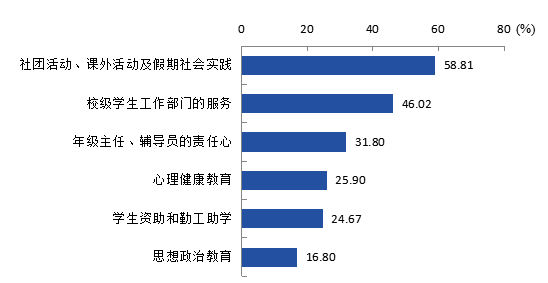 0 20 40 60 80 (%)
社团活动、课外活动及假期社会实践 58.81
校级学生工作部门的服务 46.02
年级主任、辅导员的责任心 31.80
心理健康教育 25.90
学生资助和勤工助学 24.67
思想政治教育 16.80